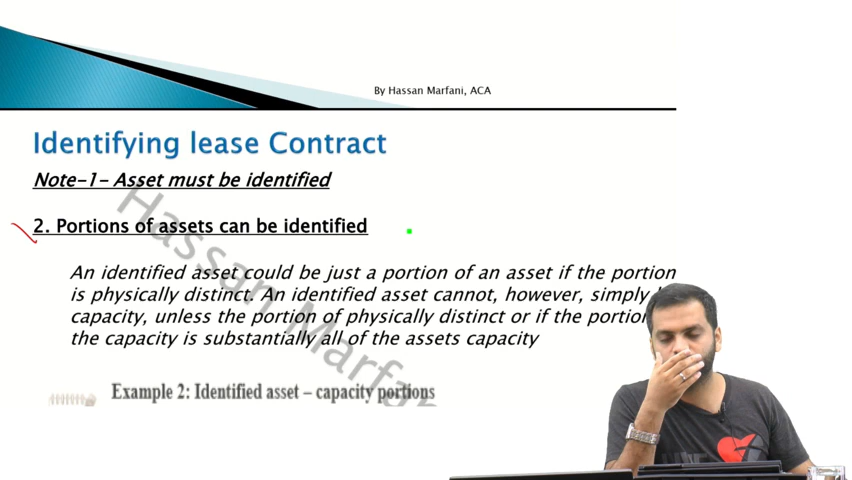 By Hassan Marfani, ACA
Identifying lease Contract
Note-1- Asset must be identified
2. Portions of assets can be identified
An identified asset could be just a portion of an asset if the portion
is physically distinct. An identified asset cannot, however, simply
capacity, unless the portion of physically distinct or if the portion
the capacity is substantially all of the assets capacity
Example 2: Identified asset – capacity portions
Hassan Marfani